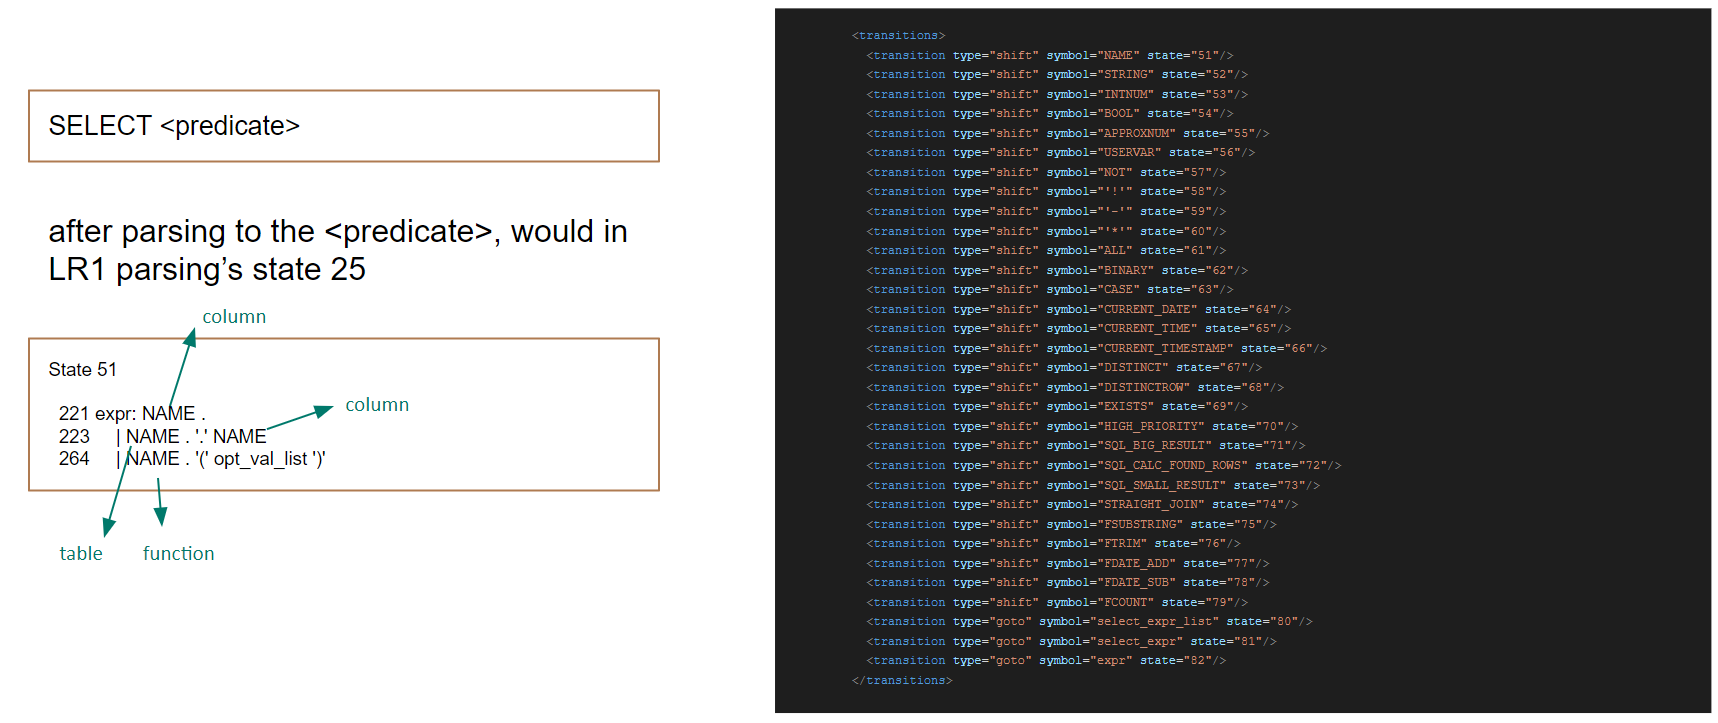 SELECT <predicate>
after parsing to the <predicate>, would in
LR1 parsing's state 25
column
State 51
column
221 expr: NAME .
223 | NAME . '.' NAME
264 | NAME . '(' opt_val_list ')'
table function
<transitions>
<transition type="shift" symbol="NAME" state="51"/>
<transition type="shift" symbol="STRING" state="52"/>
<transition type="shift" symbol="INTNUM" state="53"/>
<transition type="shift" symbol="BOOL" state="54"/>
<transition type="shift" symbol="APPROXNUM" state="55"/>
<transition type="shift" symbol="USERVAR" state="56"/>
<transition type="shift" symbol="NOT" state="57"/>
<transition type="shift" symbol="'!'" state="58"/>
<transition type="shift" symbol="'-'" state="59"/>
<transition type="shift" symbol="'*'" state="60"/>
<transition type="shift" symbol="ALL" state="61"/>
<transition type="shift" symbol="BINARY" state="62"/>
<transition type="shift" symbol="CASE" state="63"/>
<transition type="shift" symbol="CURRENT_DATE" state="64"/>
<transition type="shift" symbol="CURRENT_TIME" state="65"/>
<transition type="shift" symbol="CURRENT_TIMESTAMP" state="66"/>
<transition type="shift" symbol="DISTINCT" state="67"/>
<transition type="shift" symbol="DISTINCTROW" state="68"/>
<transition type="shift" symbol="EXISTS" state="69"/>
<transition type="shift" symbol="HIGH_PRIORITY" state="70"/>
<transition type="shift" symbol="SQL_BIG_RESULT" state="71"/>
<transition type="shift" symbol="SQL_CALC_FOUND_ROWS" state="72"/>
<transition type="shift" symbol="SQL_SMALL_RESULT" state="73"/>
<transition type="shift" symbol="STRAIGHT_JOIN" state="74"/>
<transition type="shift" symbol="FSUBSTRING" state="75"/>
<transition type="shift" symbol="FTRIM" state="76"/>
<transition type="shift" symbol="FDATE_ADD" state="77"/>
<transition type="shift" symbol="FDATE_SUB" state="78"/>
<transition type="shift" symbol="FCOUNT" state="79"/>
<transition type="goto" symbol="select_expr_list" state="80"/>
<transition type="goto" symbol="select_expr" state="81"/>
<transition type="goto" symbol="expr" state="82"/>
</transitions>